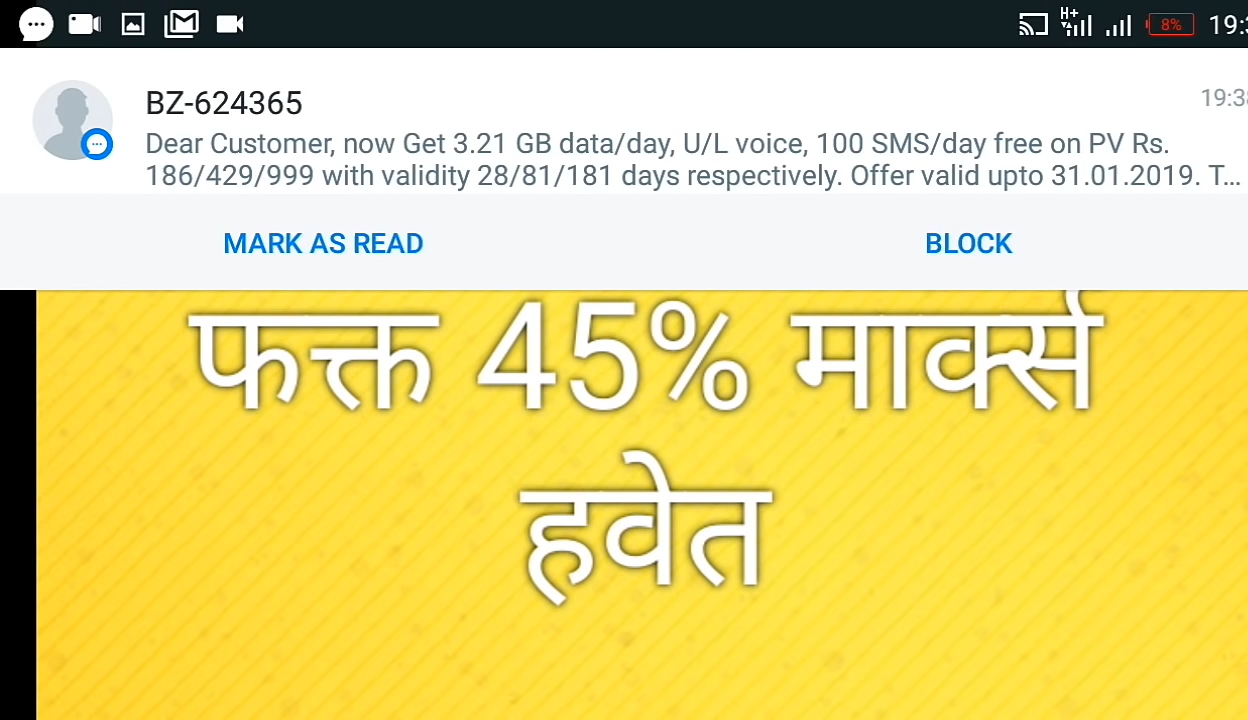 H+
8%
BZ-624365
Dear Customer, now Get 3.21 GB data/day, U/L voice, 100 SMS/day free on PV Rs.
186/429/999 with validity 28/81/181 days respectively. Offer valid upto 31.01.2019. T...
MARK AS READ
BLOCK
फक्त 45% मार्क्स
हवेत